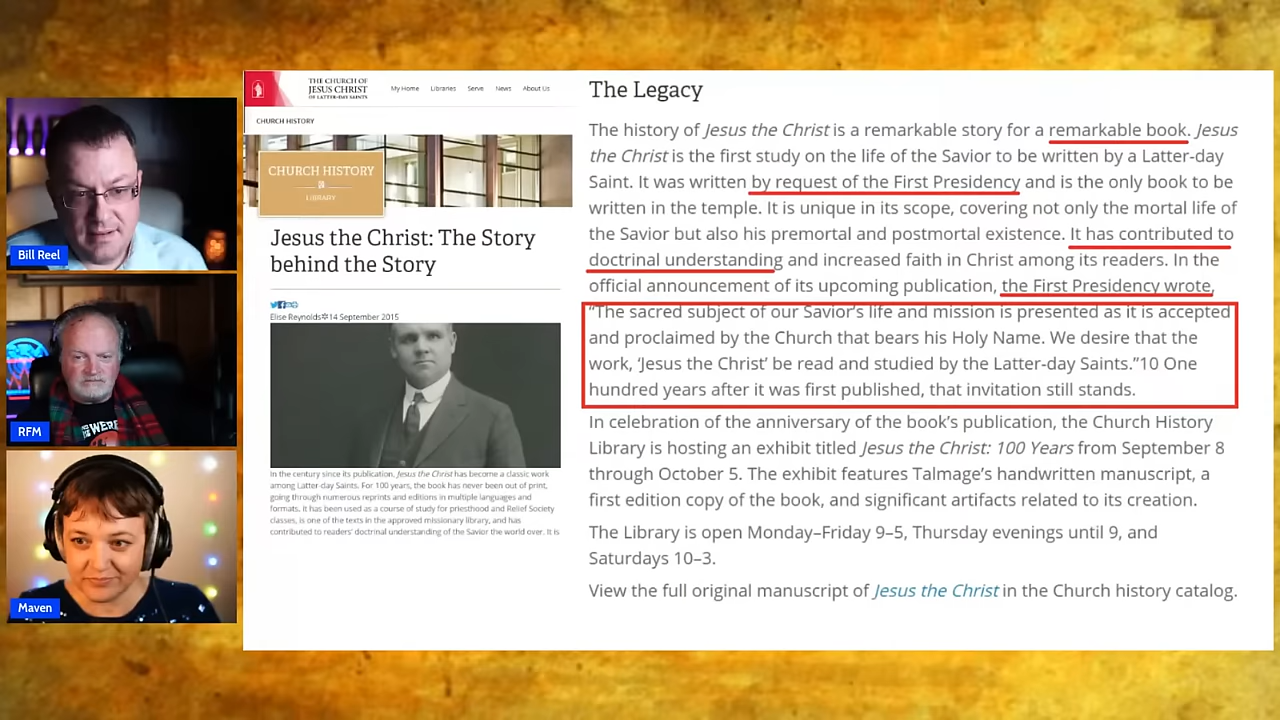 Bill Reel
RFM
WERE
Maven
THE CHURCH OF
JESUS CHRIST
OF LATTER-DAY SAINTS
My Home Libraries Serve News About Us
CHURCH HISTORY
CHURCH HISTORY
LIBRARY
Jesus the Christ: The Story
behind the Story
Elise Reynolds 14 September 2015
In the century since its publication, Jesus the Christ has become a classic work
among Latter-day Saints. For 100 years, the book has never been out of print,
going through numerous reprints and editions in multiple languages and
formats. It has been used as a course of study for priesthood and Relief Society
classes, is one of the texts in the approved missionary library, and has
contributed to readers’ doctrinal understanding of the Savior the world over. It is
The Legacy
The history of Jesus the Christ is a remarkable story for a remarkable book. Jesus
the Christ is the first study on the life of the Savior to be written by a Latter-day
Saint. It was written by request of the First Presidency and is the only book to be
written in the temple. It is unique in its scope, covering not only the mortal life of
the Savior but also his premortal and postmortal existence. It has contributed to
doctrinal understanding and increased faith in Christ among its readers. In the
official announcement of its upcoming publication, the First Presidency wrote,
“The sacred subject of our Savior’s life and mission is presented as it is accepted
and proclaimed by the Church that bears his Holy Name. We desire that the
work, ‘Jesus the Christ’ be read and studied by the Latter-day Saints.”10 One
hundred years after it was first published, that invitation still stands.
In celebration of the anniversary of the book’s publication, the Church History
Library is hosting an exhibit titled Jesus the Christ: 100 Years from September 8
through October 5. The exhibit features Talmage’s handwritten manuscript, a
first edition copy of the book, and significant artifacts related to its creation.
The Library is open Monday–Friday 9–5, Thursday evenings until 9, and
Saturdays 10–3.
View the full original manuscript of Jesus the Christ in the Church history catalog.